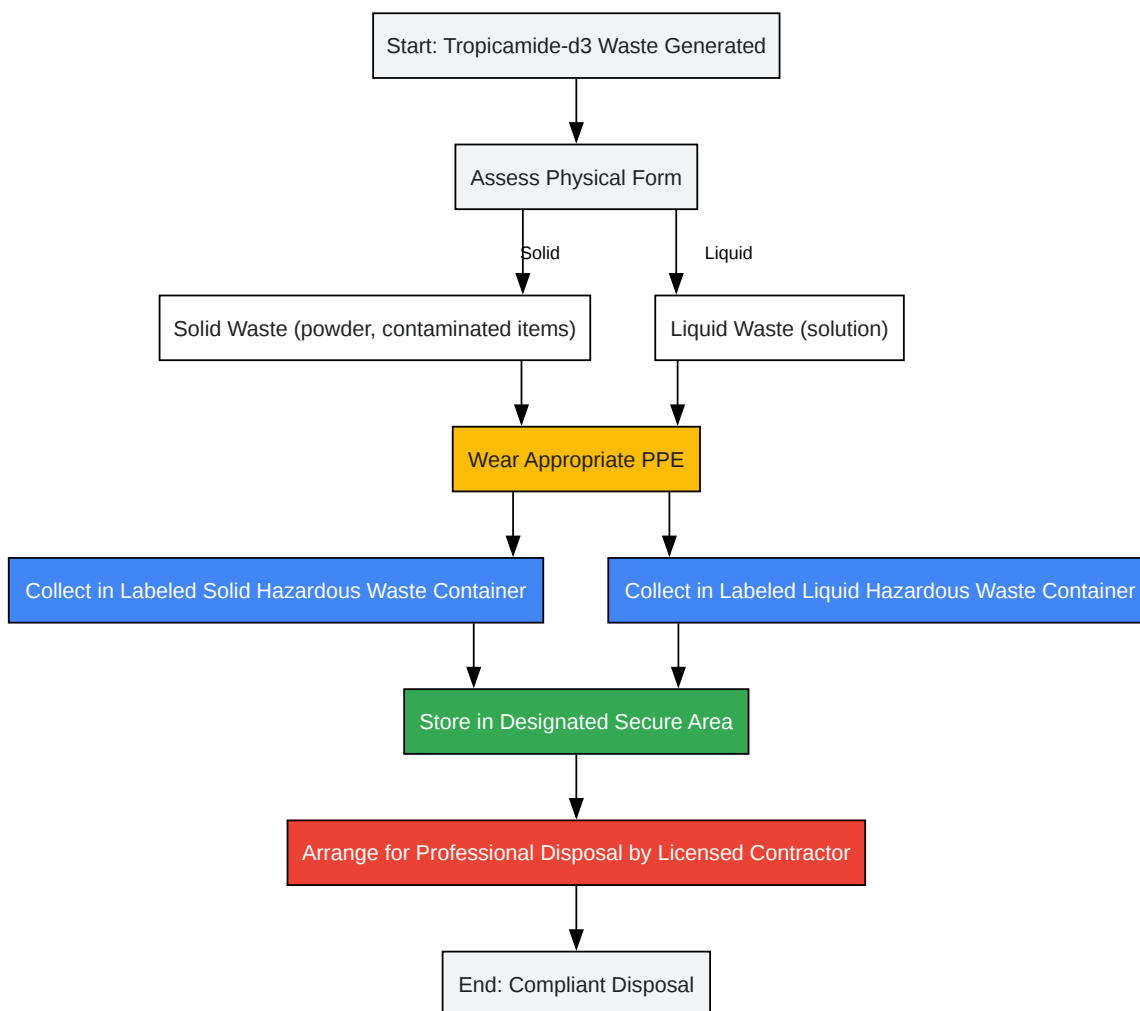 Start: Tropicamide-d3 Waste Generated
Assess Physical Form
Solid
Liquid
Solid Waste (powder, contaminated items)
Liquid Waste (solution)
Wear Appropriate PPE
Collect in Labeled Solid Hazardous Waste Container
Collect in Labeled Liquid Hazardous Waste Container
Store in Designated Secure Area
Arrange for Professional Disposal by Licensed Contractor
End: Compliant Disposal